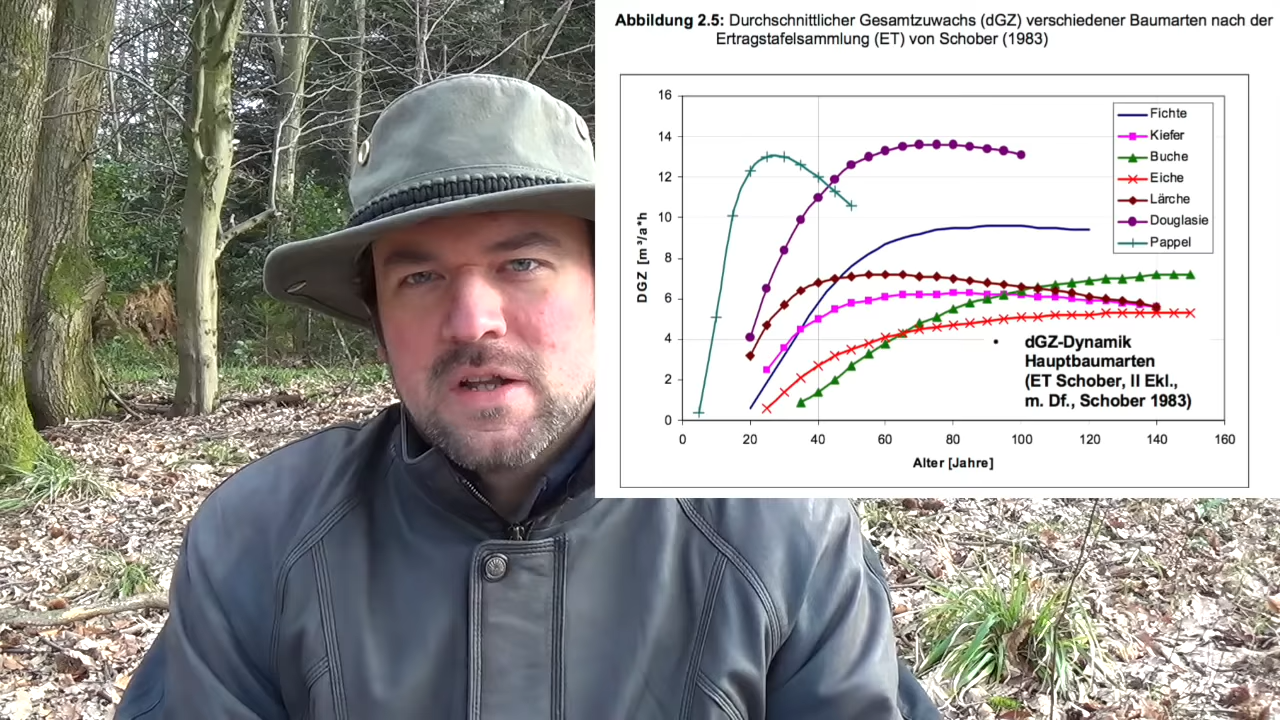 Abbildung 2.5: Durchschnittlicher Gesamtzuwachs (dGZ) verschiedener Baumarten nach der
Ertragstafelsammlung (ET) von Schober (1983)
16
14
12
10
8
6
4
2
0
DGZ [m³/a*h
Fichte
Kiefer
Buche
Eiche
Lärche
Douglasie
Pappel
• dGZ-Dynamik
Hauptbaumarten
(ET Schober, II Ekl.,
m. Df., Schober 1983)
0 20 40 60 80 100 120 140 160
Alter [Jahre]